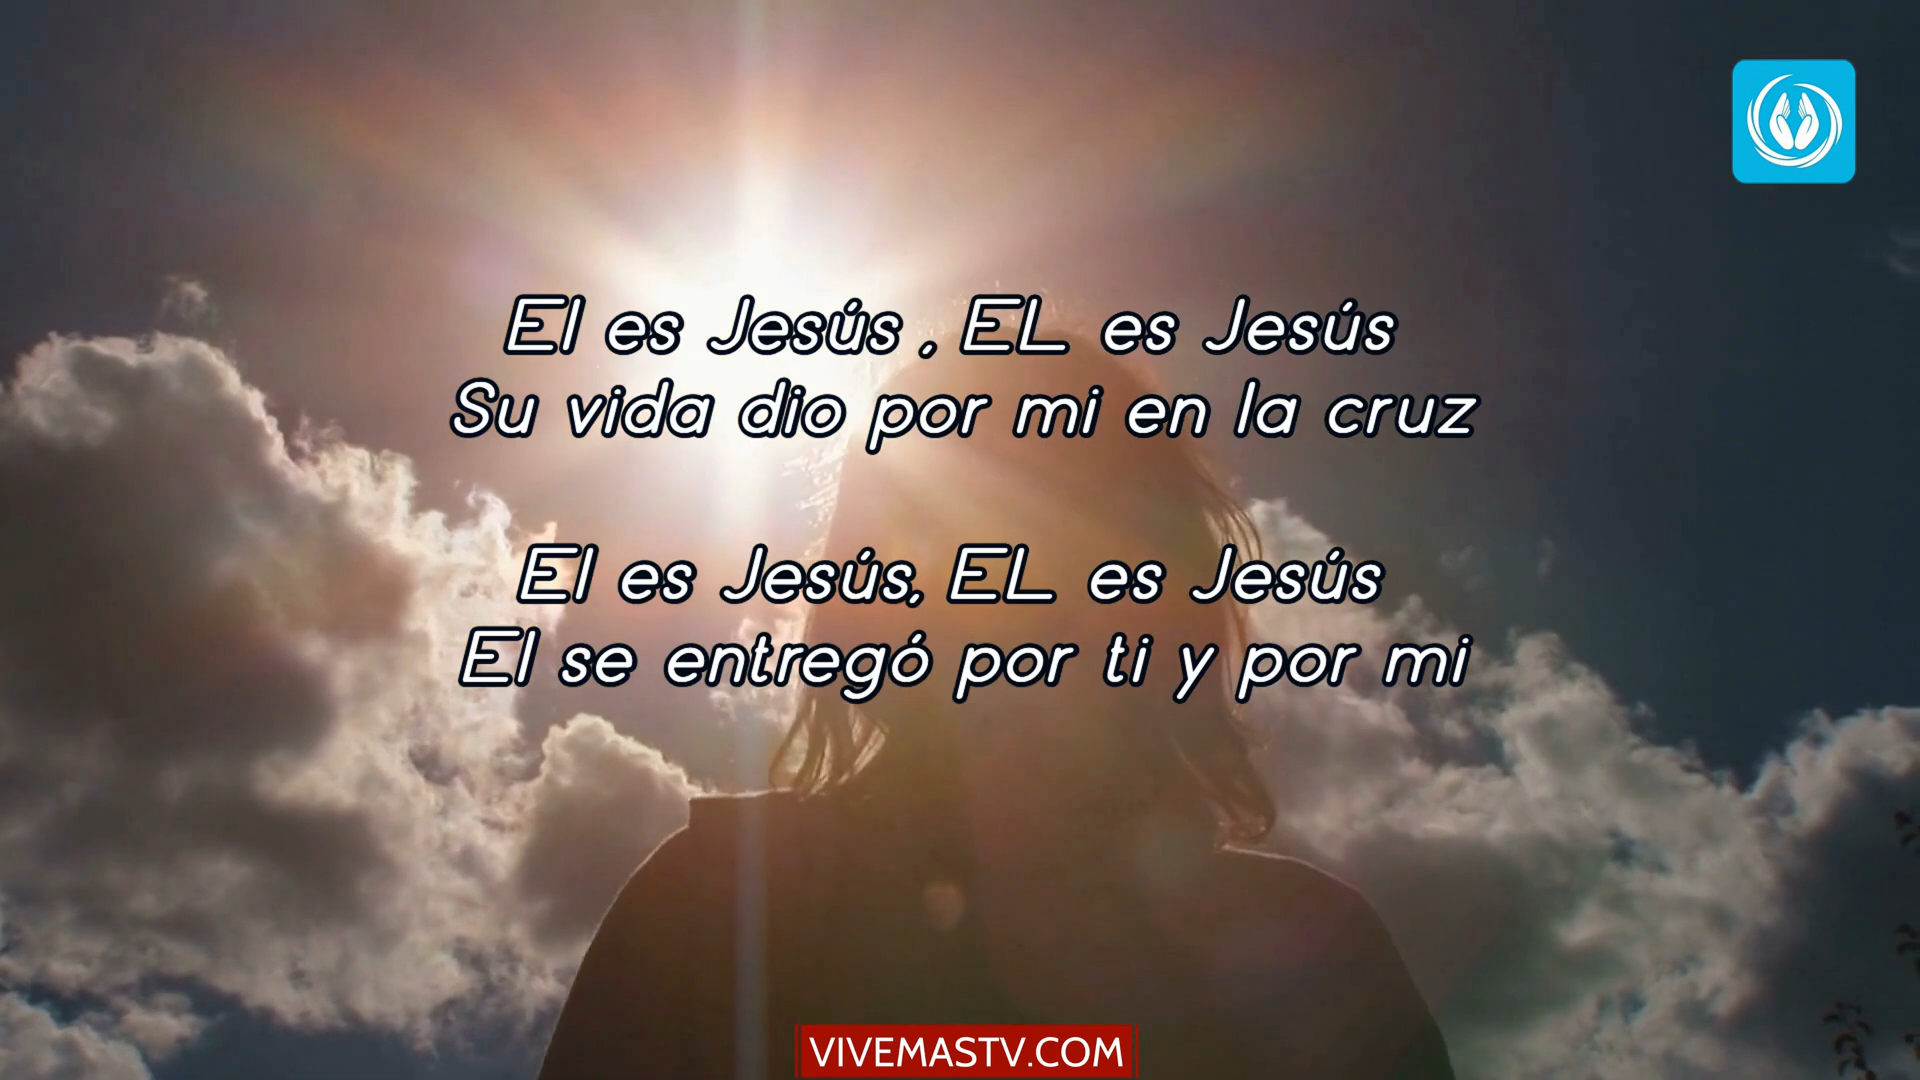 El es Jesús , EL es Jesús
Su vida dio por mi en la cruz
El es Jesús, EL es Jesús
El se entregó por ti y por mi
VIVEMASTV.COM